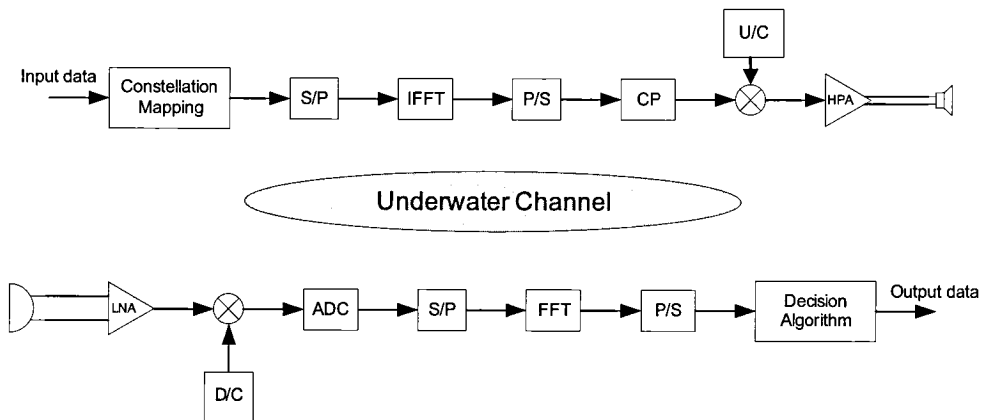 U/C
Input data
Constellation
Mapping
S/P
IFFT
P/S
CP
HPA
Underwater Channel
LNA
ADC
S/P
FFT
P/S
Decision
Algorithm
Output data
D/C